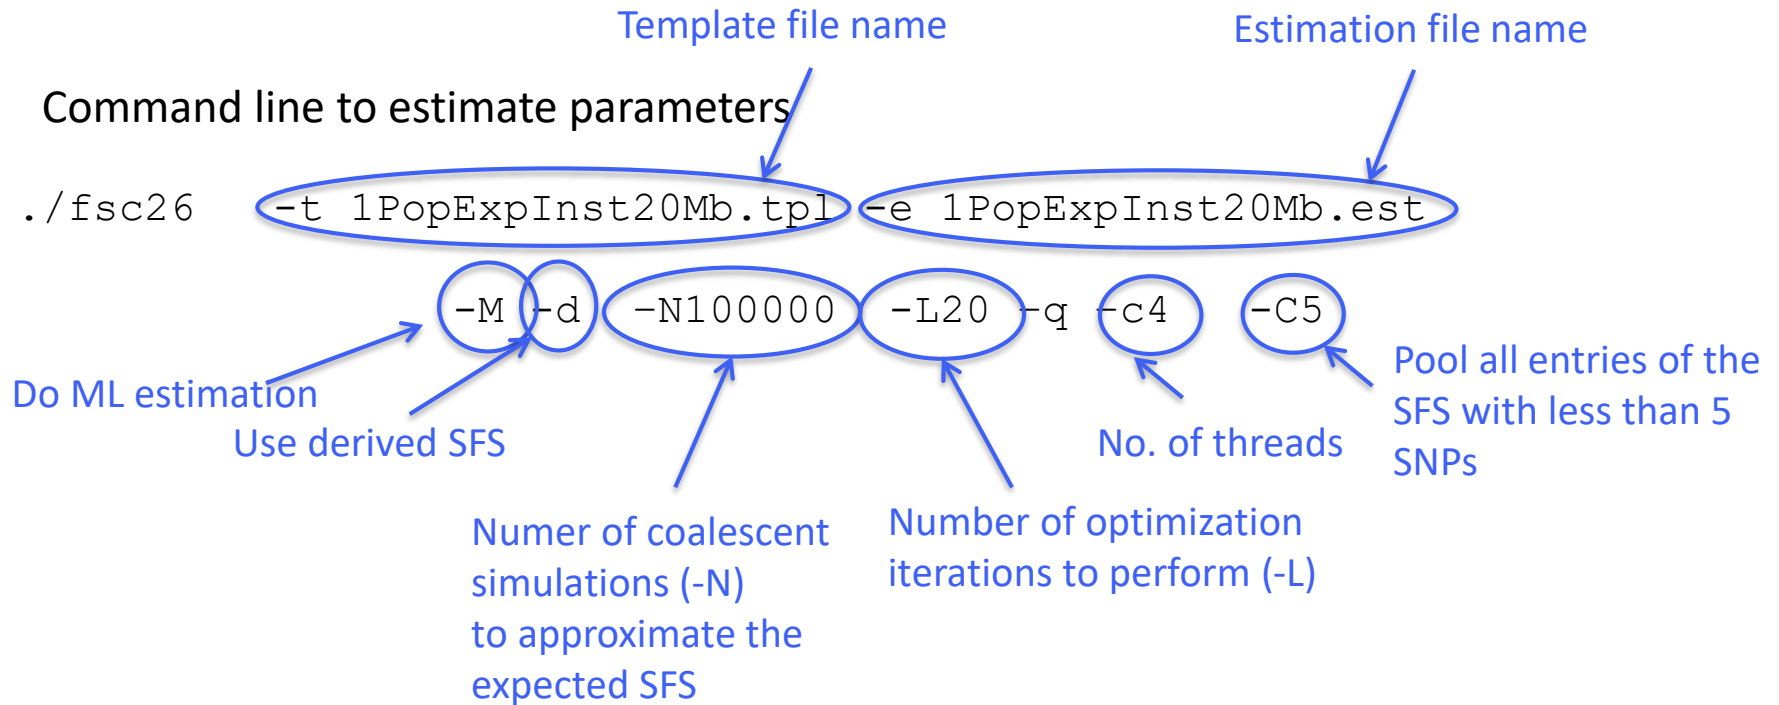 Template file name
Estimation file name
Command line to estimate parameters
./fsc26 -t 1PopExpInst20Mb.tpl -e 1PopExpInst20Mb.est
-M -d -N100000 -L20 -q -c4 -C5
Do ML estimation
Use derived SFS
Numer of coalescent
simulations (-N)
to approximate the
expected SFS
Number of optimization
iterations to perform (-L)
No. of threads
Pool all entries of the
SFS with less than 5
SNPs